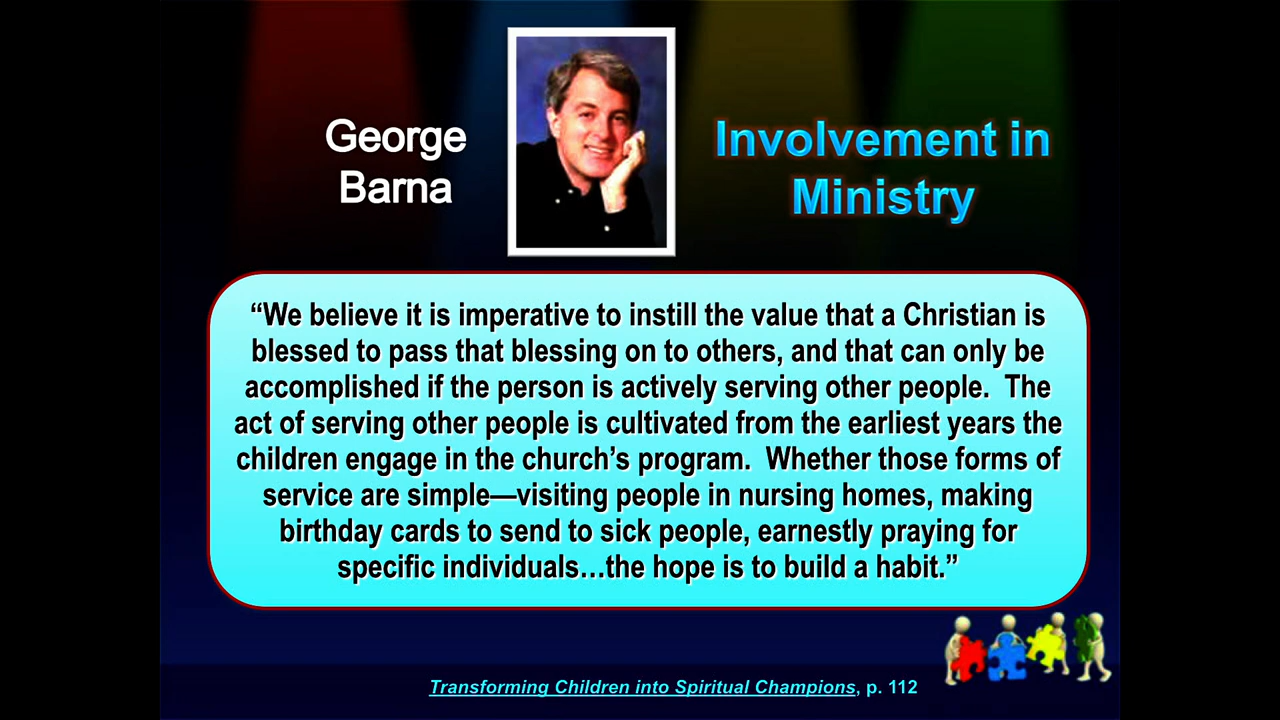 George
Barna
Involvement in
Ministry
“We believe it is imperative to instill the value that a Christian is
blessed to pass that blessing on to others, and that can only be
accomplished if the person is actively serving other people.  The
act of serving other people is cultivated from the earliest years the
children engage in the church’s program.  Whether those forms of
service are simple—visiting people in nursing homes, making
birthday cards to send to sick people, earnestly praying for
specific individuals…the hope is to build a habit.”
Transforming Children into Spiritual Champions, p. 112